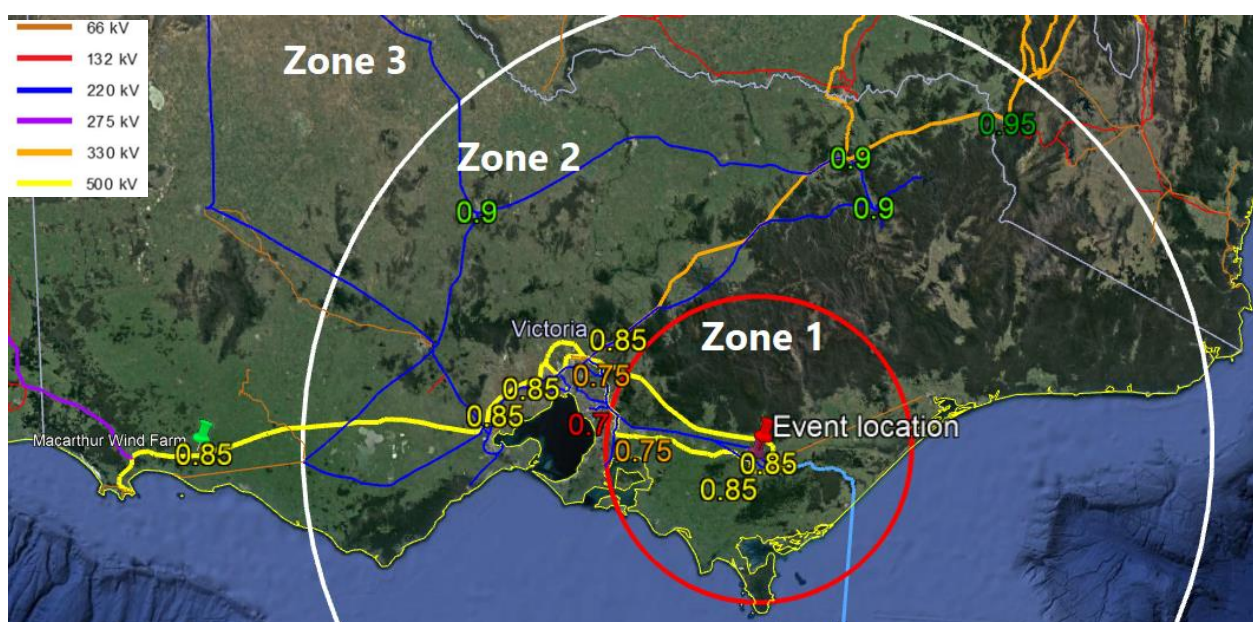 66 kV
132 kV
220 kV
275 kV
330 kV
500 kV
Zone 3
Zone 2
0.95
0.9
0.9
0.9
Victoria
0.85
Zone 1
0.75
0.85
0.85
0.7
Event location
Macarthur Wind Farm
0.85
0.75
0.85
0.85